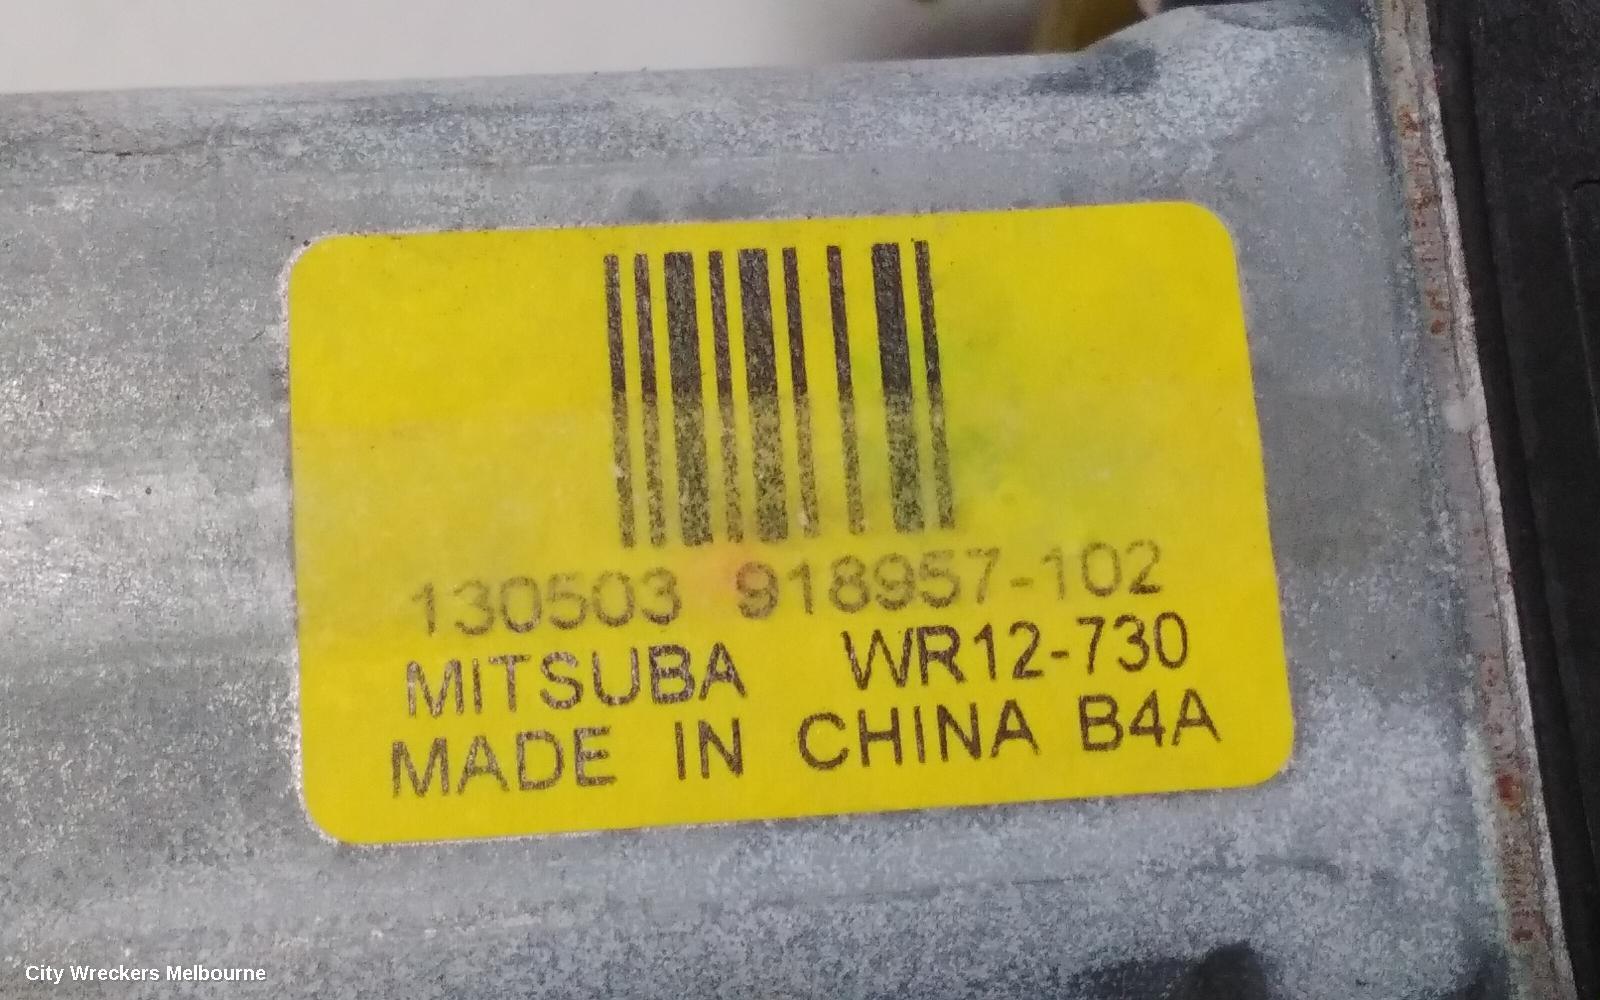 130503 918957-102
MITSUBA WR12-730
MADE IN CHINA B4A
City Wreckers Melbourne